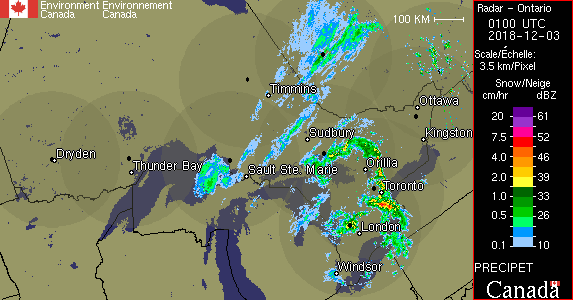 Environment Environnement
Canada Canada
100 KM
Timmins
Ottawa
Sudbury
Kingston
Dryden
Thunder Bay
Sault Ste. Marie
Orillia
Toronto
London
Windsor
Radar - Ontario
0100 UTC
2018-12-03
Scale/Échelle:
3.5 km/Pixel
Snow/Neige
cm/hr dBZ
20 61
7.5 52
4.0 46
2.0 39
1.0 33
0.5 26
0.1 10
PRECIPET
Canada